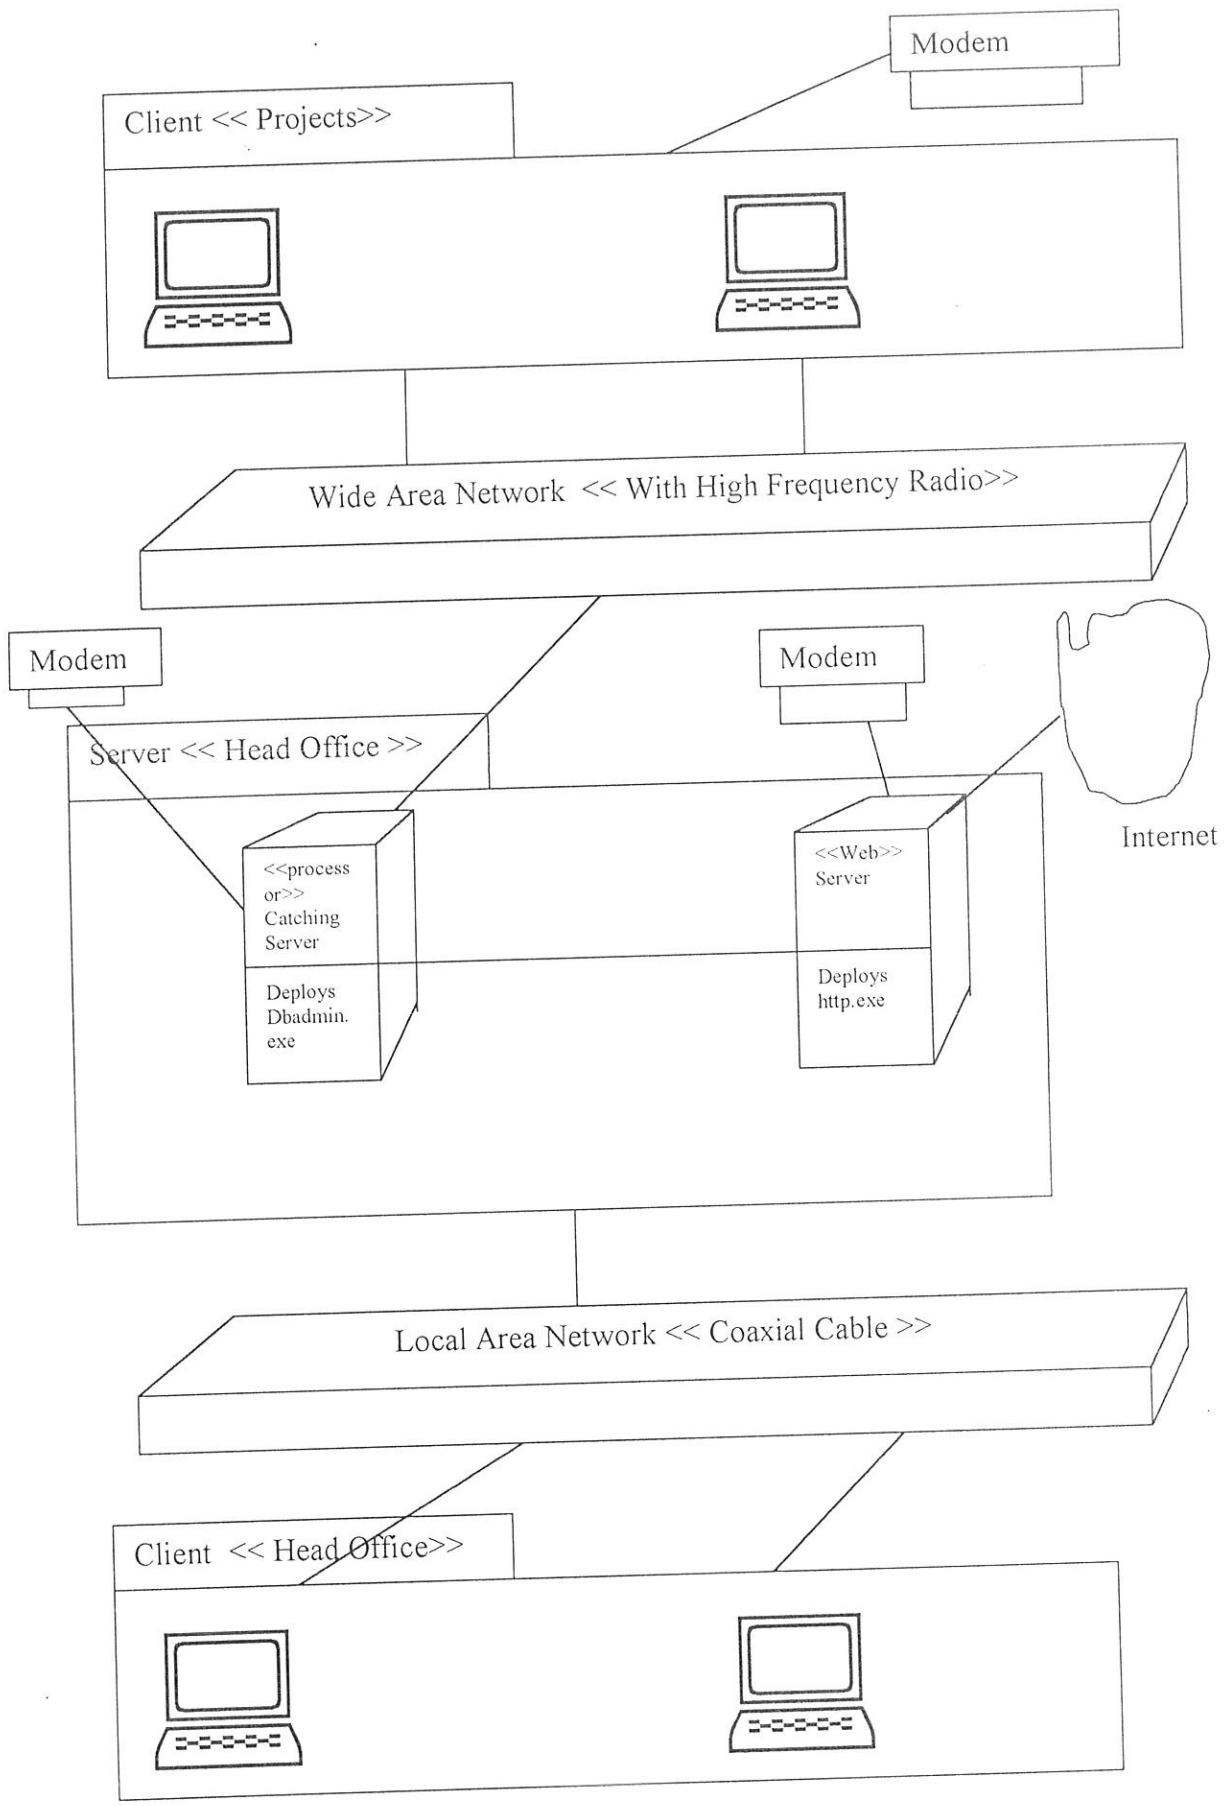 Modem
Client << Projects>>
Wide Area Network << With High Frequency Radio>>
Modem
Modem
Server << Head Office >>
Internet
<<process
or>>
Catching
Server
<<Web>>
Server
Deploys
Dbadmin.
exe
Deploys
http.exe
Local Area Network << Coaxial Cable >>
Client << Head Office>>